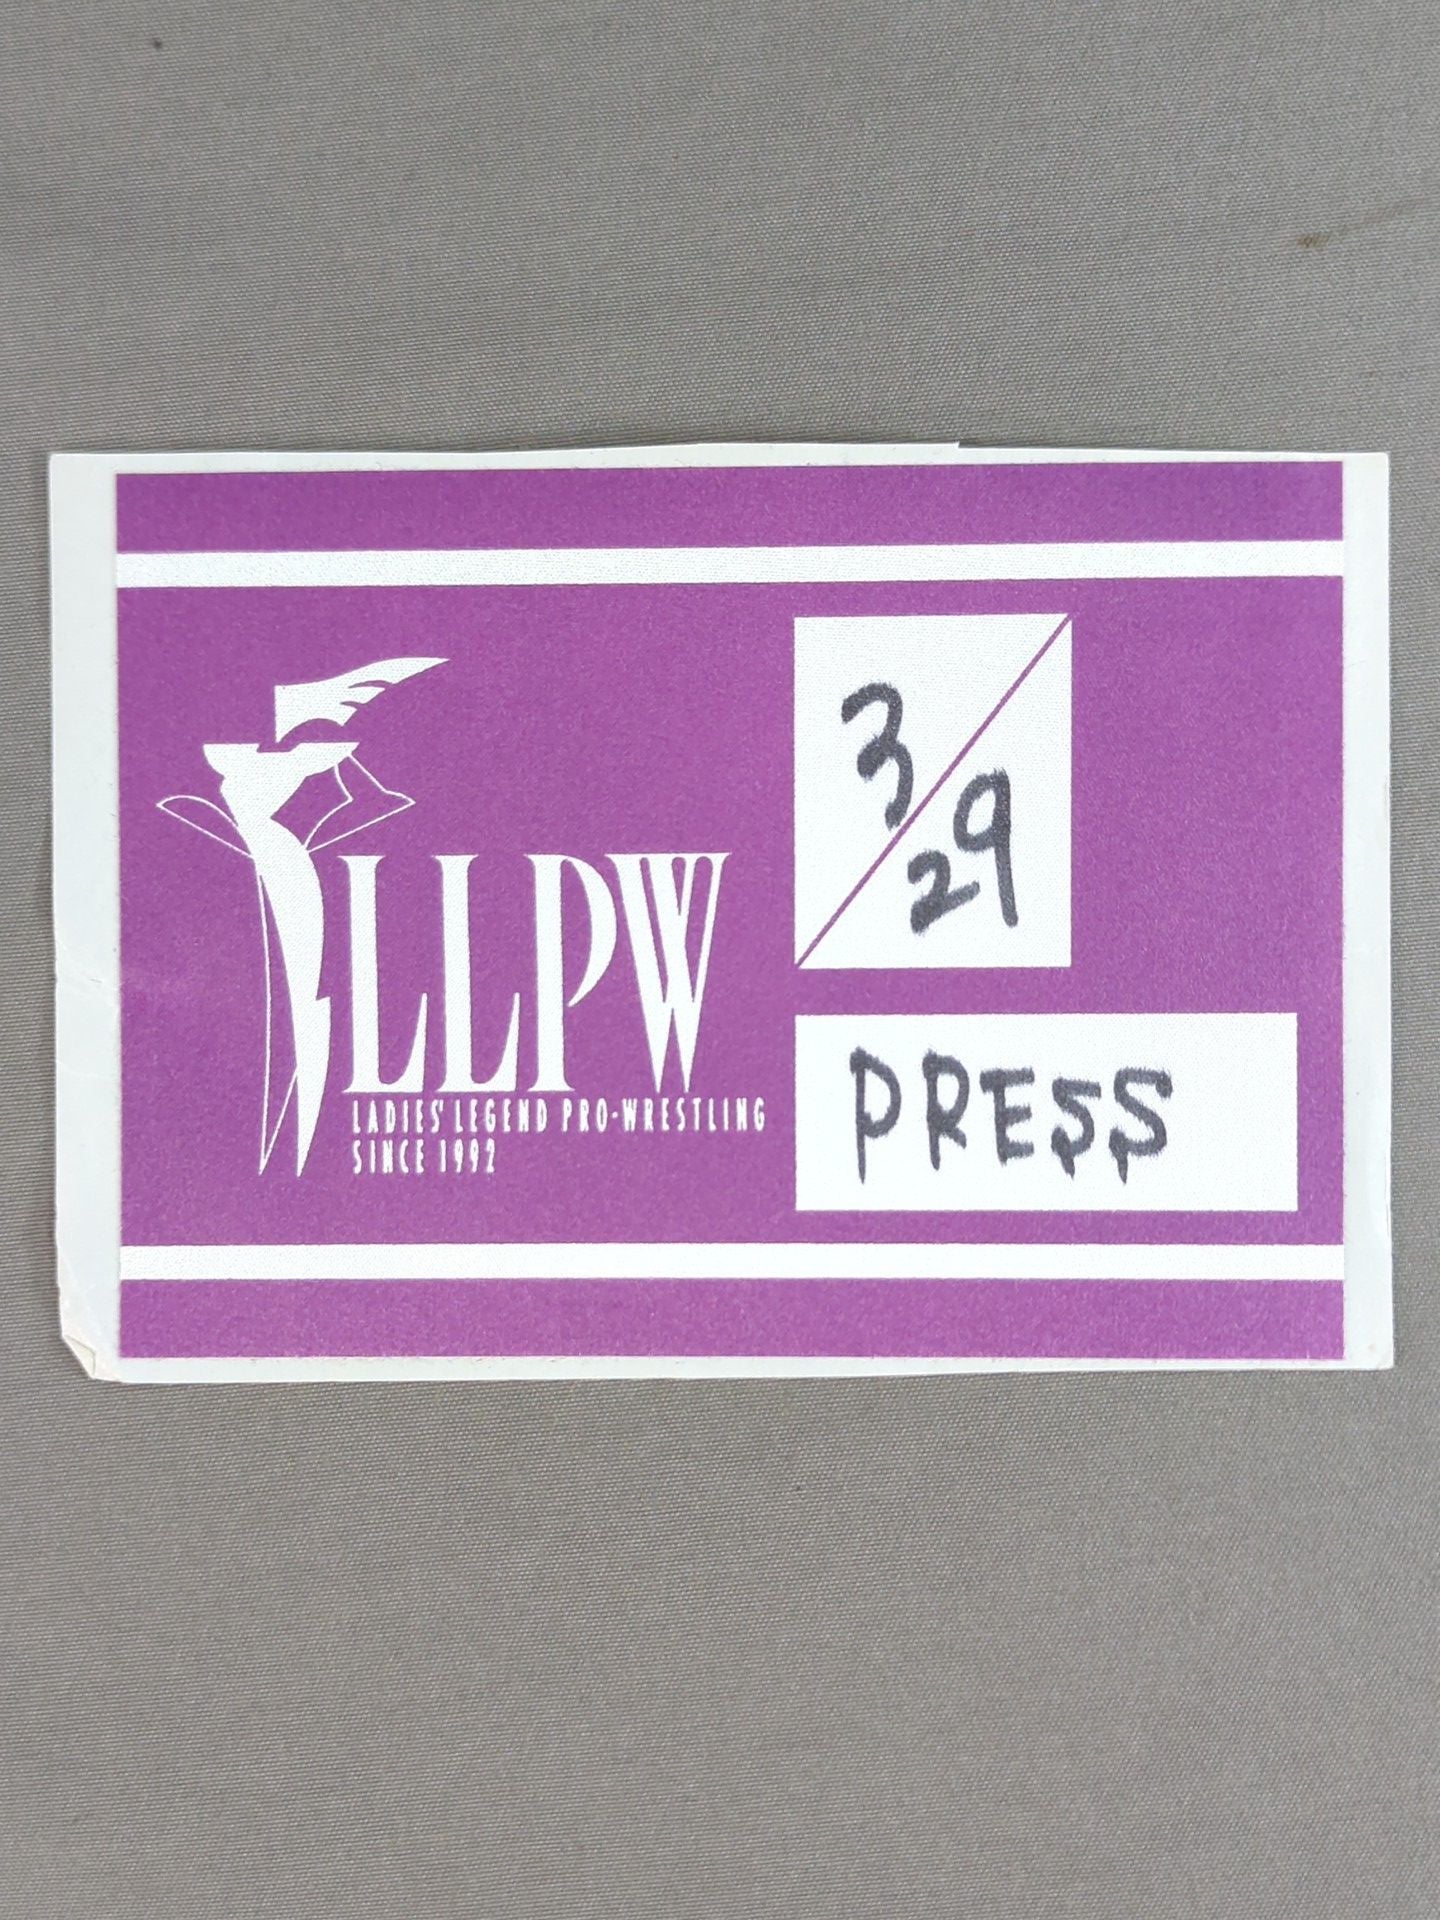 LLPW
LADIES' LEGEND PRO-WRESTLING
SINCE 1992
3/29
PRESS